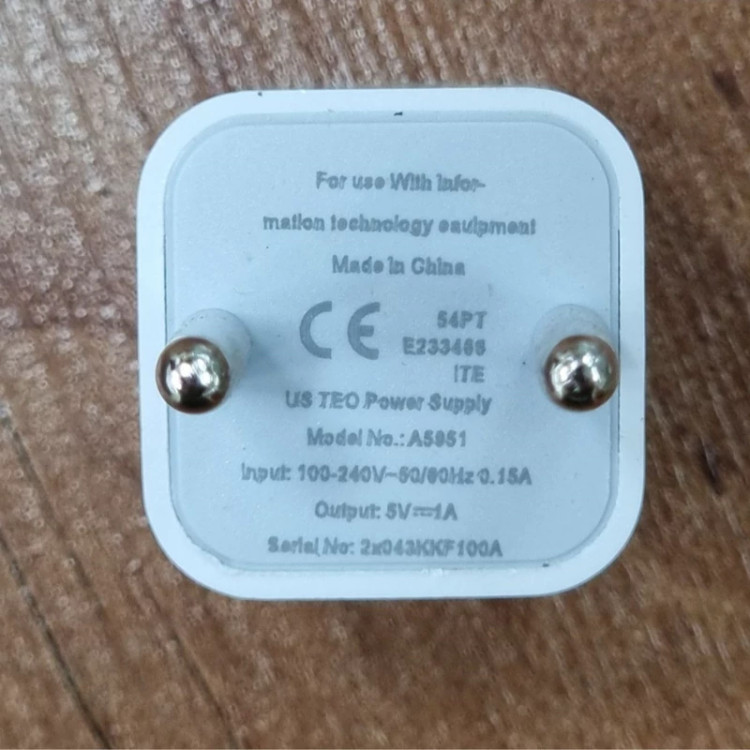 For use With Infor-
mation technology equipment
Made in China
CE 54PT
E233466
ITE
US TEO Power Supply
Model No.: A5951
Input: 100-240V~50/60Hz 0.15A
Output: 5V⎓1A
Serial No: 2x043KKF100A